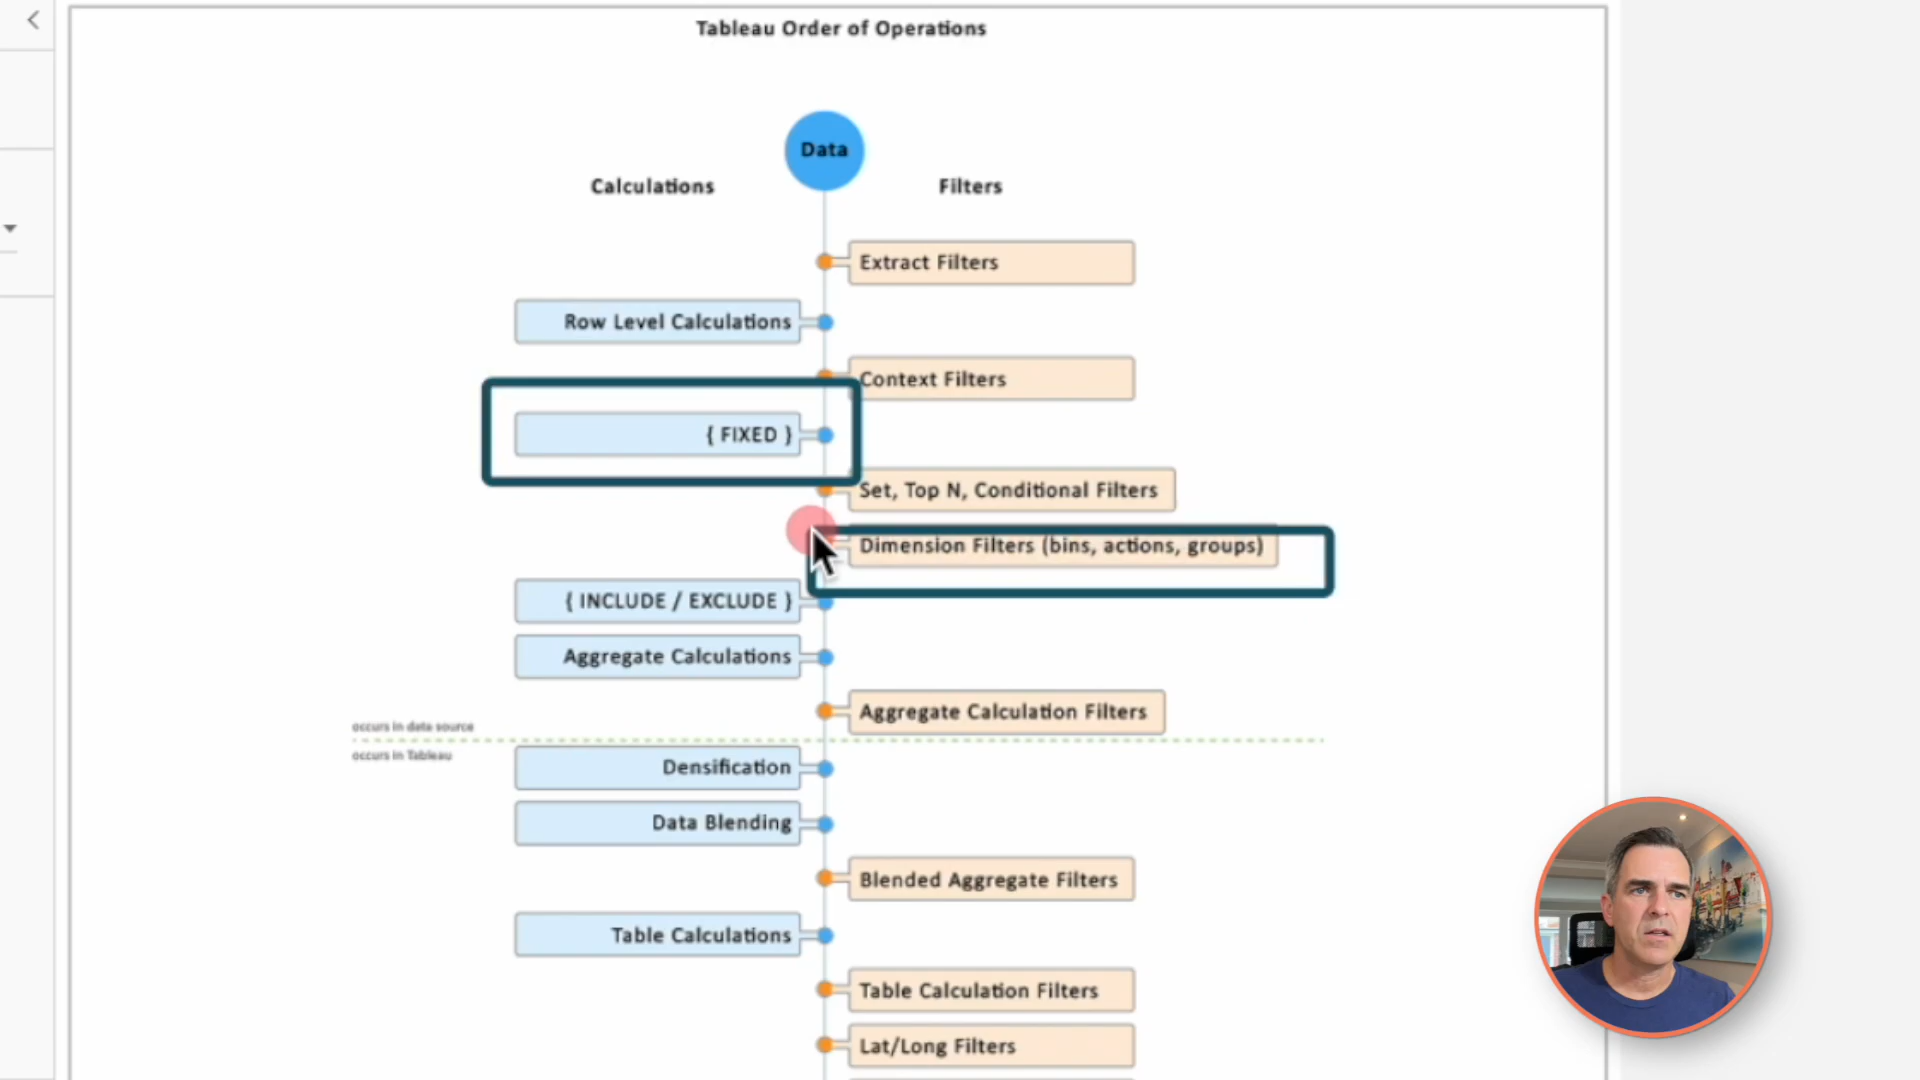 Tableau Order of Operations
Data
Calculations
Filters
Extract Filters
Row Level Calculations
Context Filters
{ FIXED }
Set, Top N, Conditional Filters
Dimension Filters (bins, actions, groups)
{ INCLUDE / EXCLUDE }
Aggregate Calculations
Aggregate Calculation Filters
occurs in data source
occurs in Tableau
Densification
Data Blending
Blended Aggregate Filters
Table Calculations
Table Calculation Filters
Lat/Long Filters